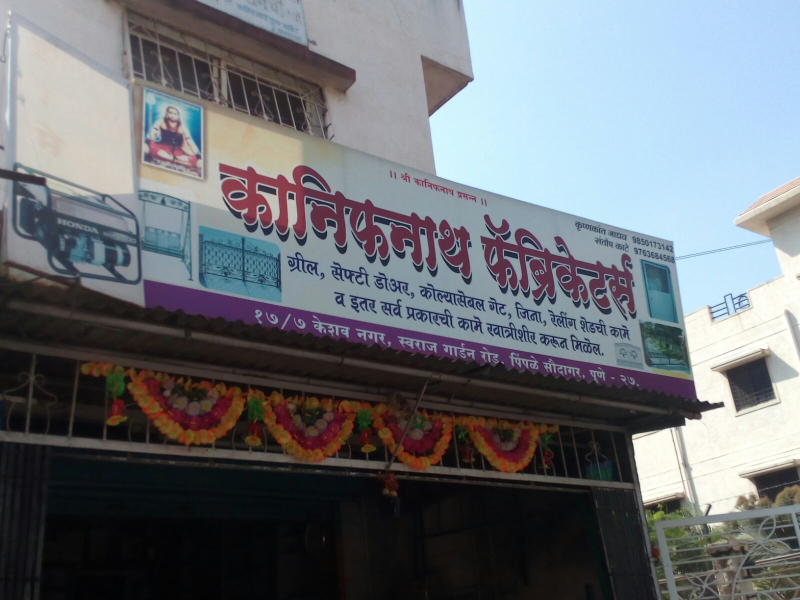 ।। श्री कानिफनाथ प्रसन्न ।।
कृष्णकांत जाधव 9850173142
संतोष काटे 9763684568
कानिफनाथ फॅब्रिकेटर्स
HONDA
ग्रील, सेफ्टी डोअर, कोल्यासेबल गेट, जिना, रेलींग शेडची कामे
व इतर सर्व प्रकारची कामे खात्रीशीर करून मिळेल.
१७/७ केशव नगर, स्वराज गार्डन रोड, पिंपळे सौदागर, पुणे - २७.